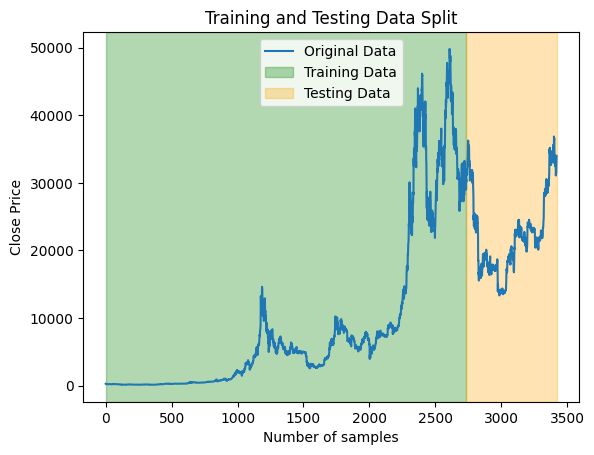 Training and Testing Data Split
Original Data
Training Data
Testing Data
Close Price
50000
40000
30000
20000
10000
0
0 500 1000 1500 2000 2500 3000 3500
Number of samples